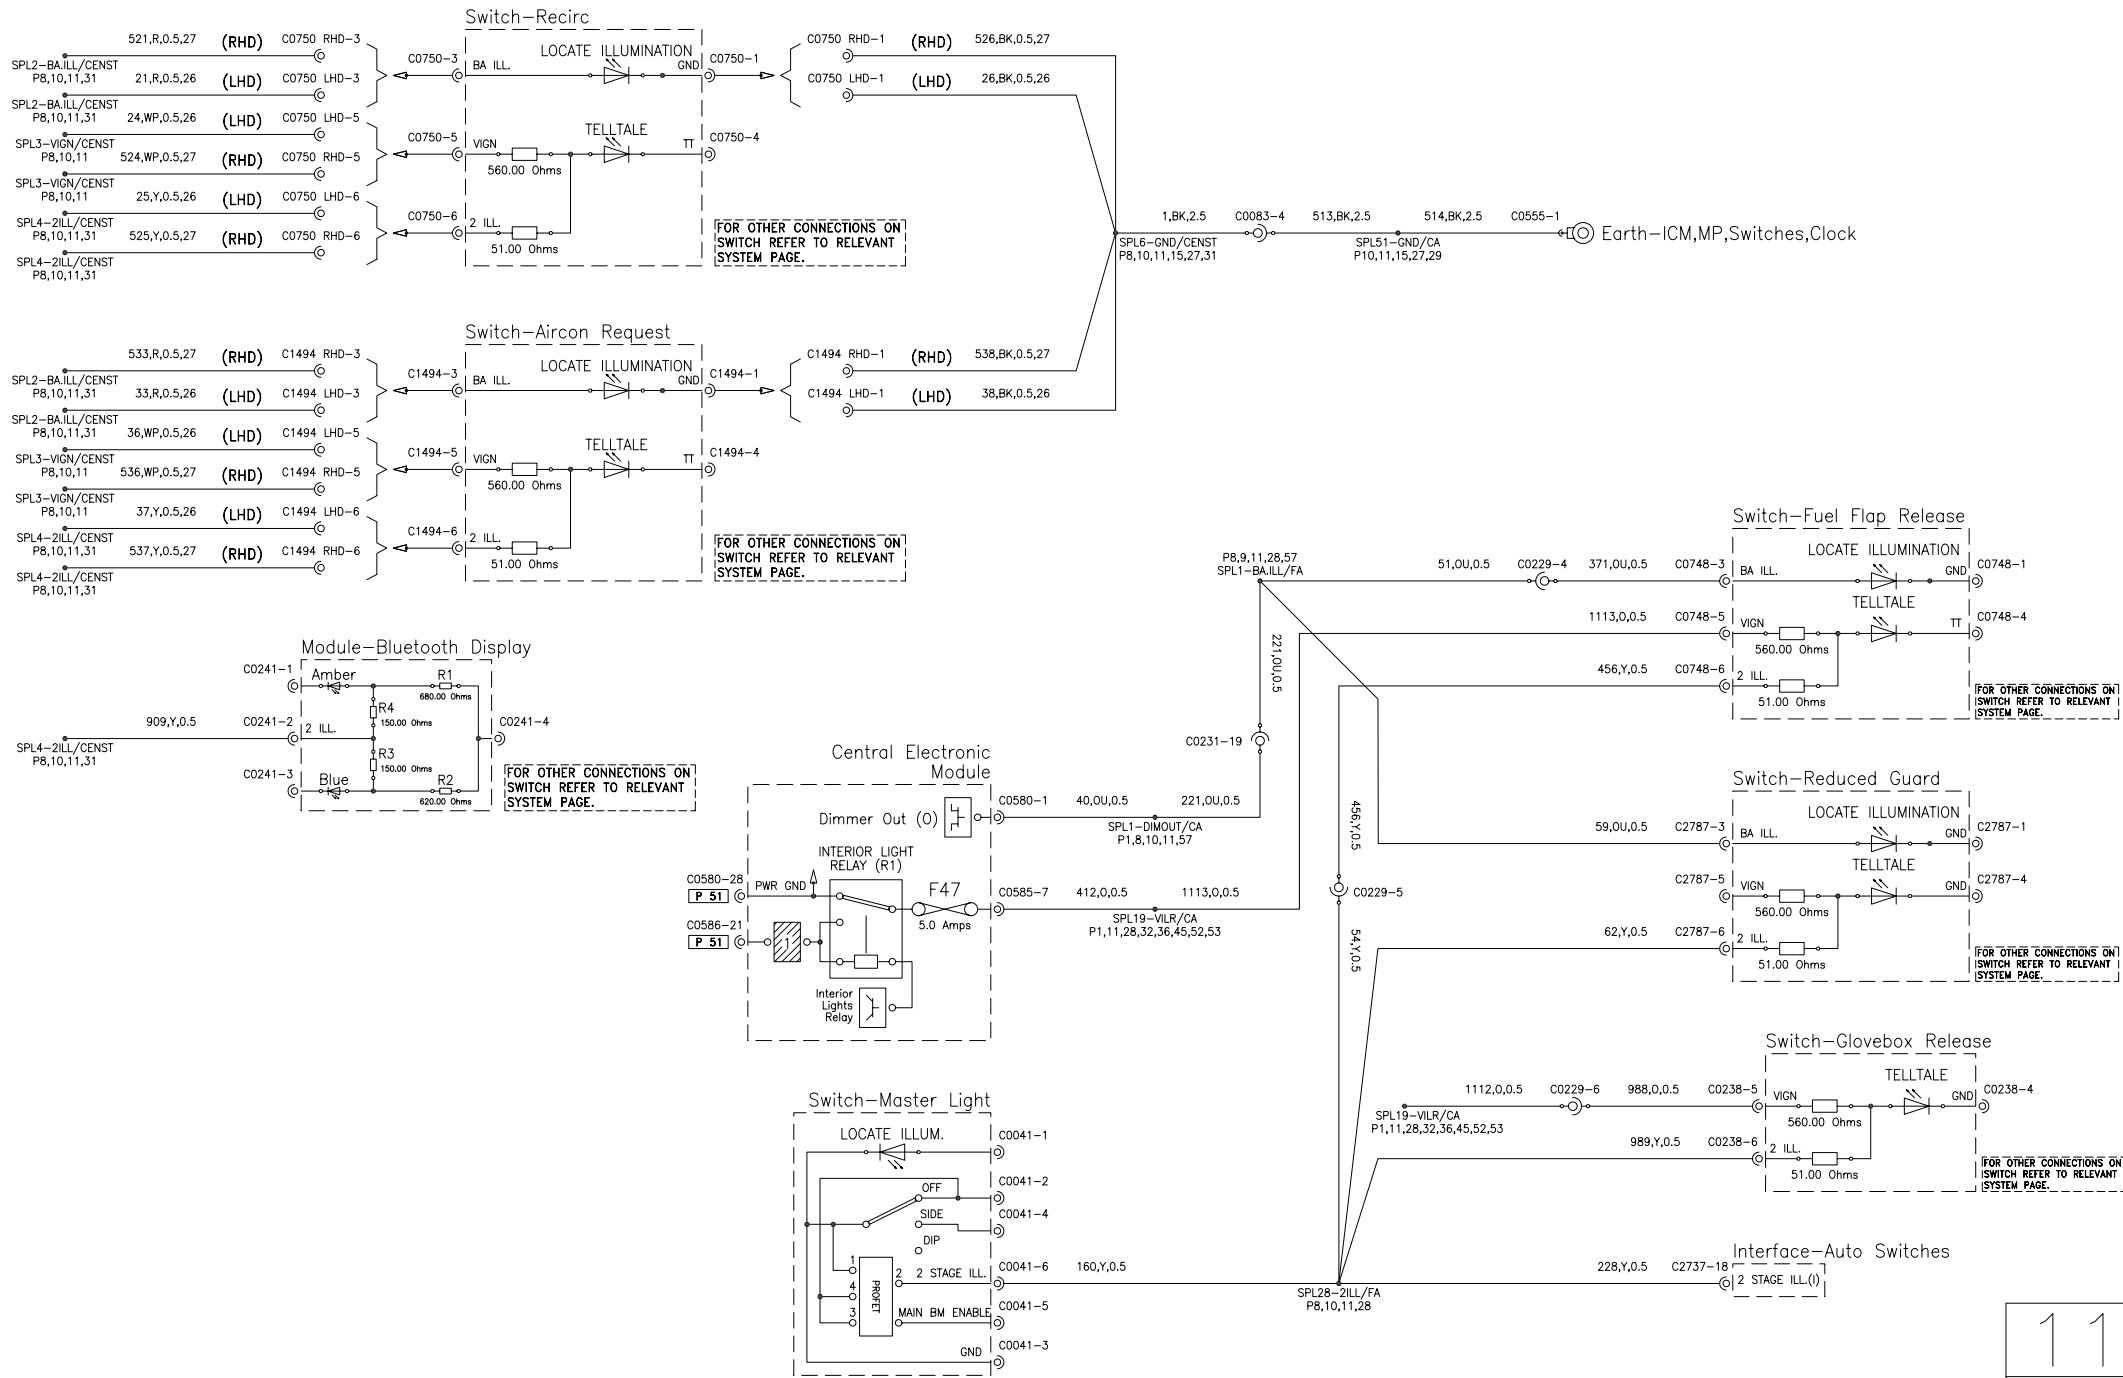 Switch-Recirc
521,R,0.5,27 (RHD) C0750 RHD-3
SPL2-BA.ILL/CENST
P8,10,11,31
21,R,0.5,26 (LHD) C0750 LHD-3
SPL2-BA.ILL/CENST
P8,10,11,31
24,WP,0.5,26 (LHD) C0750 LHD-5
SPL3-VIGN/CENST
P8,10,11
524,WP,0.5,27 (RHD) C0750 RHD-5
SPL3-VIGN/CENST
P8,10,11
25,Y,0.5,26 (LHD) C0750 LHD-6
SPL4-2ILL/CENST
P8,10,11,31
525,Y,0.5,27 (RHD) C0750 RHD-6
SPL4-2ILL/CENST
P8,10,11,31
C0750-3 BA ILL. LOCATE ILLUMINATION GND C0750-1
C0750-5 VIGN 560.00 Ohms TELLTALE TT C0750-4
C0750-6 2 ILL. 51.00 Ohms
FOR OTHER CONNECTIONS ON
SWITCH REFER TO RELEVANT
SYSTEM PAGE.
C0750 RHD-1 (RHD) 526,BK,0.5,27
C0750 LHD-1 (LHD) 26,BK,0.5,26
1,BK,2.5 C0083-4 513,BK,2.5 514,BK,2.5 C0555-1
SPL6-GND/CENST
P8,10,11,15,27,31
SPL51-GND/CA
P10,11,15,27,29
Earth-ICM,MP,Switches,Clock
Switch-Aircon Request
533,R,0.5,27 (RHD) C1494 RHD-3
SPL2-BA.ILL/CENST
P8,10,11,31
33,R,0.5,26 (LHD) C1494 LHD-3
SPL2-BA.ILL/CENST
P8,10,11,31
36,WP,0.5,26 (LHD) C1494 LHD-5
SPL3-VIGN/CENST
P8,10,11
536,WP,0.5,27 (RHD) C1494 RHD-5
SPL3-VIGN/CENST
P8,10,11
37,Y,0.5,26 (LHD) C1494 LHD-6
SPL4-2ILL/CENST
P8,10,11,31
537,Y,0.5,27 (RHD) C1494 RHD-6
SPL4-2ILL/CENST
P8,10,11,31
C1494-3 BA ILL. LOCATE ILLUMINATION GND C1494-1
C1494-5 VIGN 560.00 Ohms TELLTALE TT C1494-4
C1494-6 2 ILL. 51.00 Ohms
FOR OTHER CONNECTIONS ON
SWITCH REFER TO RELEVANT
SYSTEM PAGE.
C1494 RHD-1 (RHD) 538,BK,0.5,27
C1494 LHD-1 (LHD) 38,BK,0.5,26
Module-Bluetooth Display
C0241-1 Amber R1
680.00 Ohms
R4
150.00 Ohms
909,Y,0.5 C0241-2 2 ILL. C0241-4
SPL4-2ILL/CENST
P8,10,11,31
R3
150.00 Ohms
C0241-3 Blue R2
620.00 Ohms
FOR OTHER CONNECTIONS ON
SWITCH REFER TO RELEVANT
SYSTEM PAGE.
Central Electronic
Module
Dimmer Out (O) C0580-1 40,OU,0.5 221,OU,0.5
SPL1-DIMOUT/CA
P1,8,10,11,57
INTERIOR LIGHT
RELAY (R1)
C0580-28
P 51
PWR GND
F47
5.0 Amps
C0585-7 412,O,0.5 1113,O,0.5
SPL19-VILR/CA
P1,11,28,32,36,45,52,53
C0586-21
P 51
1
Interior
Lights
Relay
P8,9,11,28,57
SPL1-BA.ILL/FA
221,OU,0.5
C0231-19
51,OU,0.5 C0229-4 371,OU,0.5 C0748-3
1113,O,0.5 C0748-5
456,Y,0.5 C0748-6
Switch-Fuel Flap Release
LOCATE ILLUMINATION
BA ILL. GND C0748-1
TELLTALE
VIGN 560.00 Ohms TT C0748-4
2 ILL. 51.00 Ohms
FOR OTHER CONNECTIONS ON
SWITCH REFER TO RELEVANT
SYSTEM PAGE.
456,Y,0.5
C0229-5
54,Y,0.5
Switch-Reduced Guard
LOCATE ILLUMINATION
59,OU,0.5 C2787-3 BA ILL. GND C2787-1
TELLTALE
C2787-5 VIGN 560.00 Ohms GND C2787-4
62,Y,0.5 C2787-6 2 ILL. 51.00 Ohms
FOR OTHER CONNECTIONS ON
SWITCH REFER TO RELEVANT
SYSTEM PAGE.
Switch-Glovebox Release
TELLTALE
1112,O,0.5 C0229-6 988,O,0.5 C0238-5 VIGN 560.00 Ohms GND C0238-4
SPL19-VILR/CA
P1,11,28,32,36,45,52,53
989,Y,0.5 C0238-6 2 ILL. 51.00 Ohms
FOR OTHER CONNECTIONS ON
SWITCH REFER TO RELEVANT
SYSTEM PAGE.
Switch-Master Light
LOCATE ILLUM. C0041-1
OFF C0041-2
SIDE C0041-4
DIP
1
4
3
PROFET
2 2 STAGE ILL. C0041-6 160,Y,0.5
MAIN BM ENABLE C0041-5
GND C0041-3
SPL28-2ILL/FA
P8,10,11,28
Interface-Auto Switches
228,Y,0.5 C2737-18 2 STAGE ILL.(I)
11